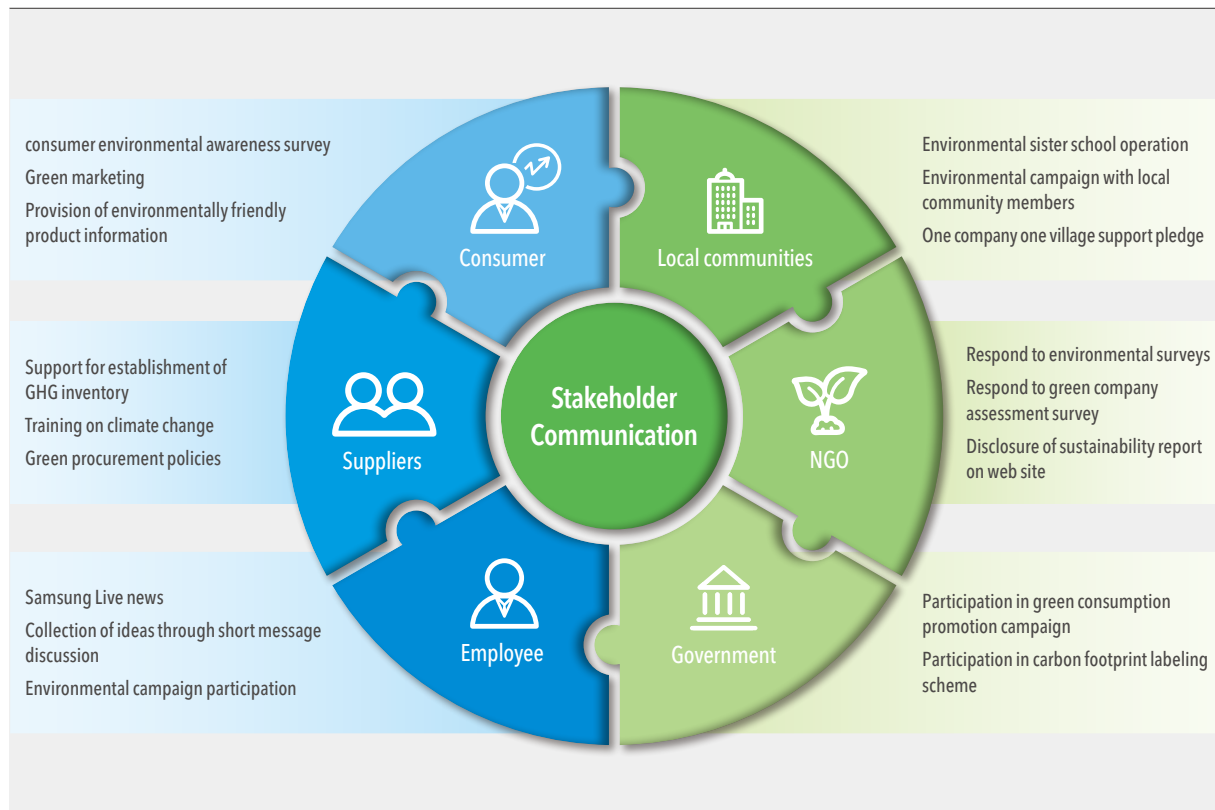 consumer environmental awareness survey
Green marketing
Provision of environmentally friendly
product information
Consumer
Local communities
Environmental sister school operation
Environmental campaign with local
community members
One company one village support pledge
Support for establishment of
GHG inventory
Training on climate change
Green procurement policies
Suppliers
Stakeholder
Communication
NGO
Respond to environmental surveys
Respond to green company
assessment survey
Disclosure of sustainability report
on web site
Samsung Live news
Collection of ideas through short message
discussion
Environmental campaign participation
Employee
Government
Participation in green consumption
promotion campaign
Participation in carbon footprint labeling
scheme